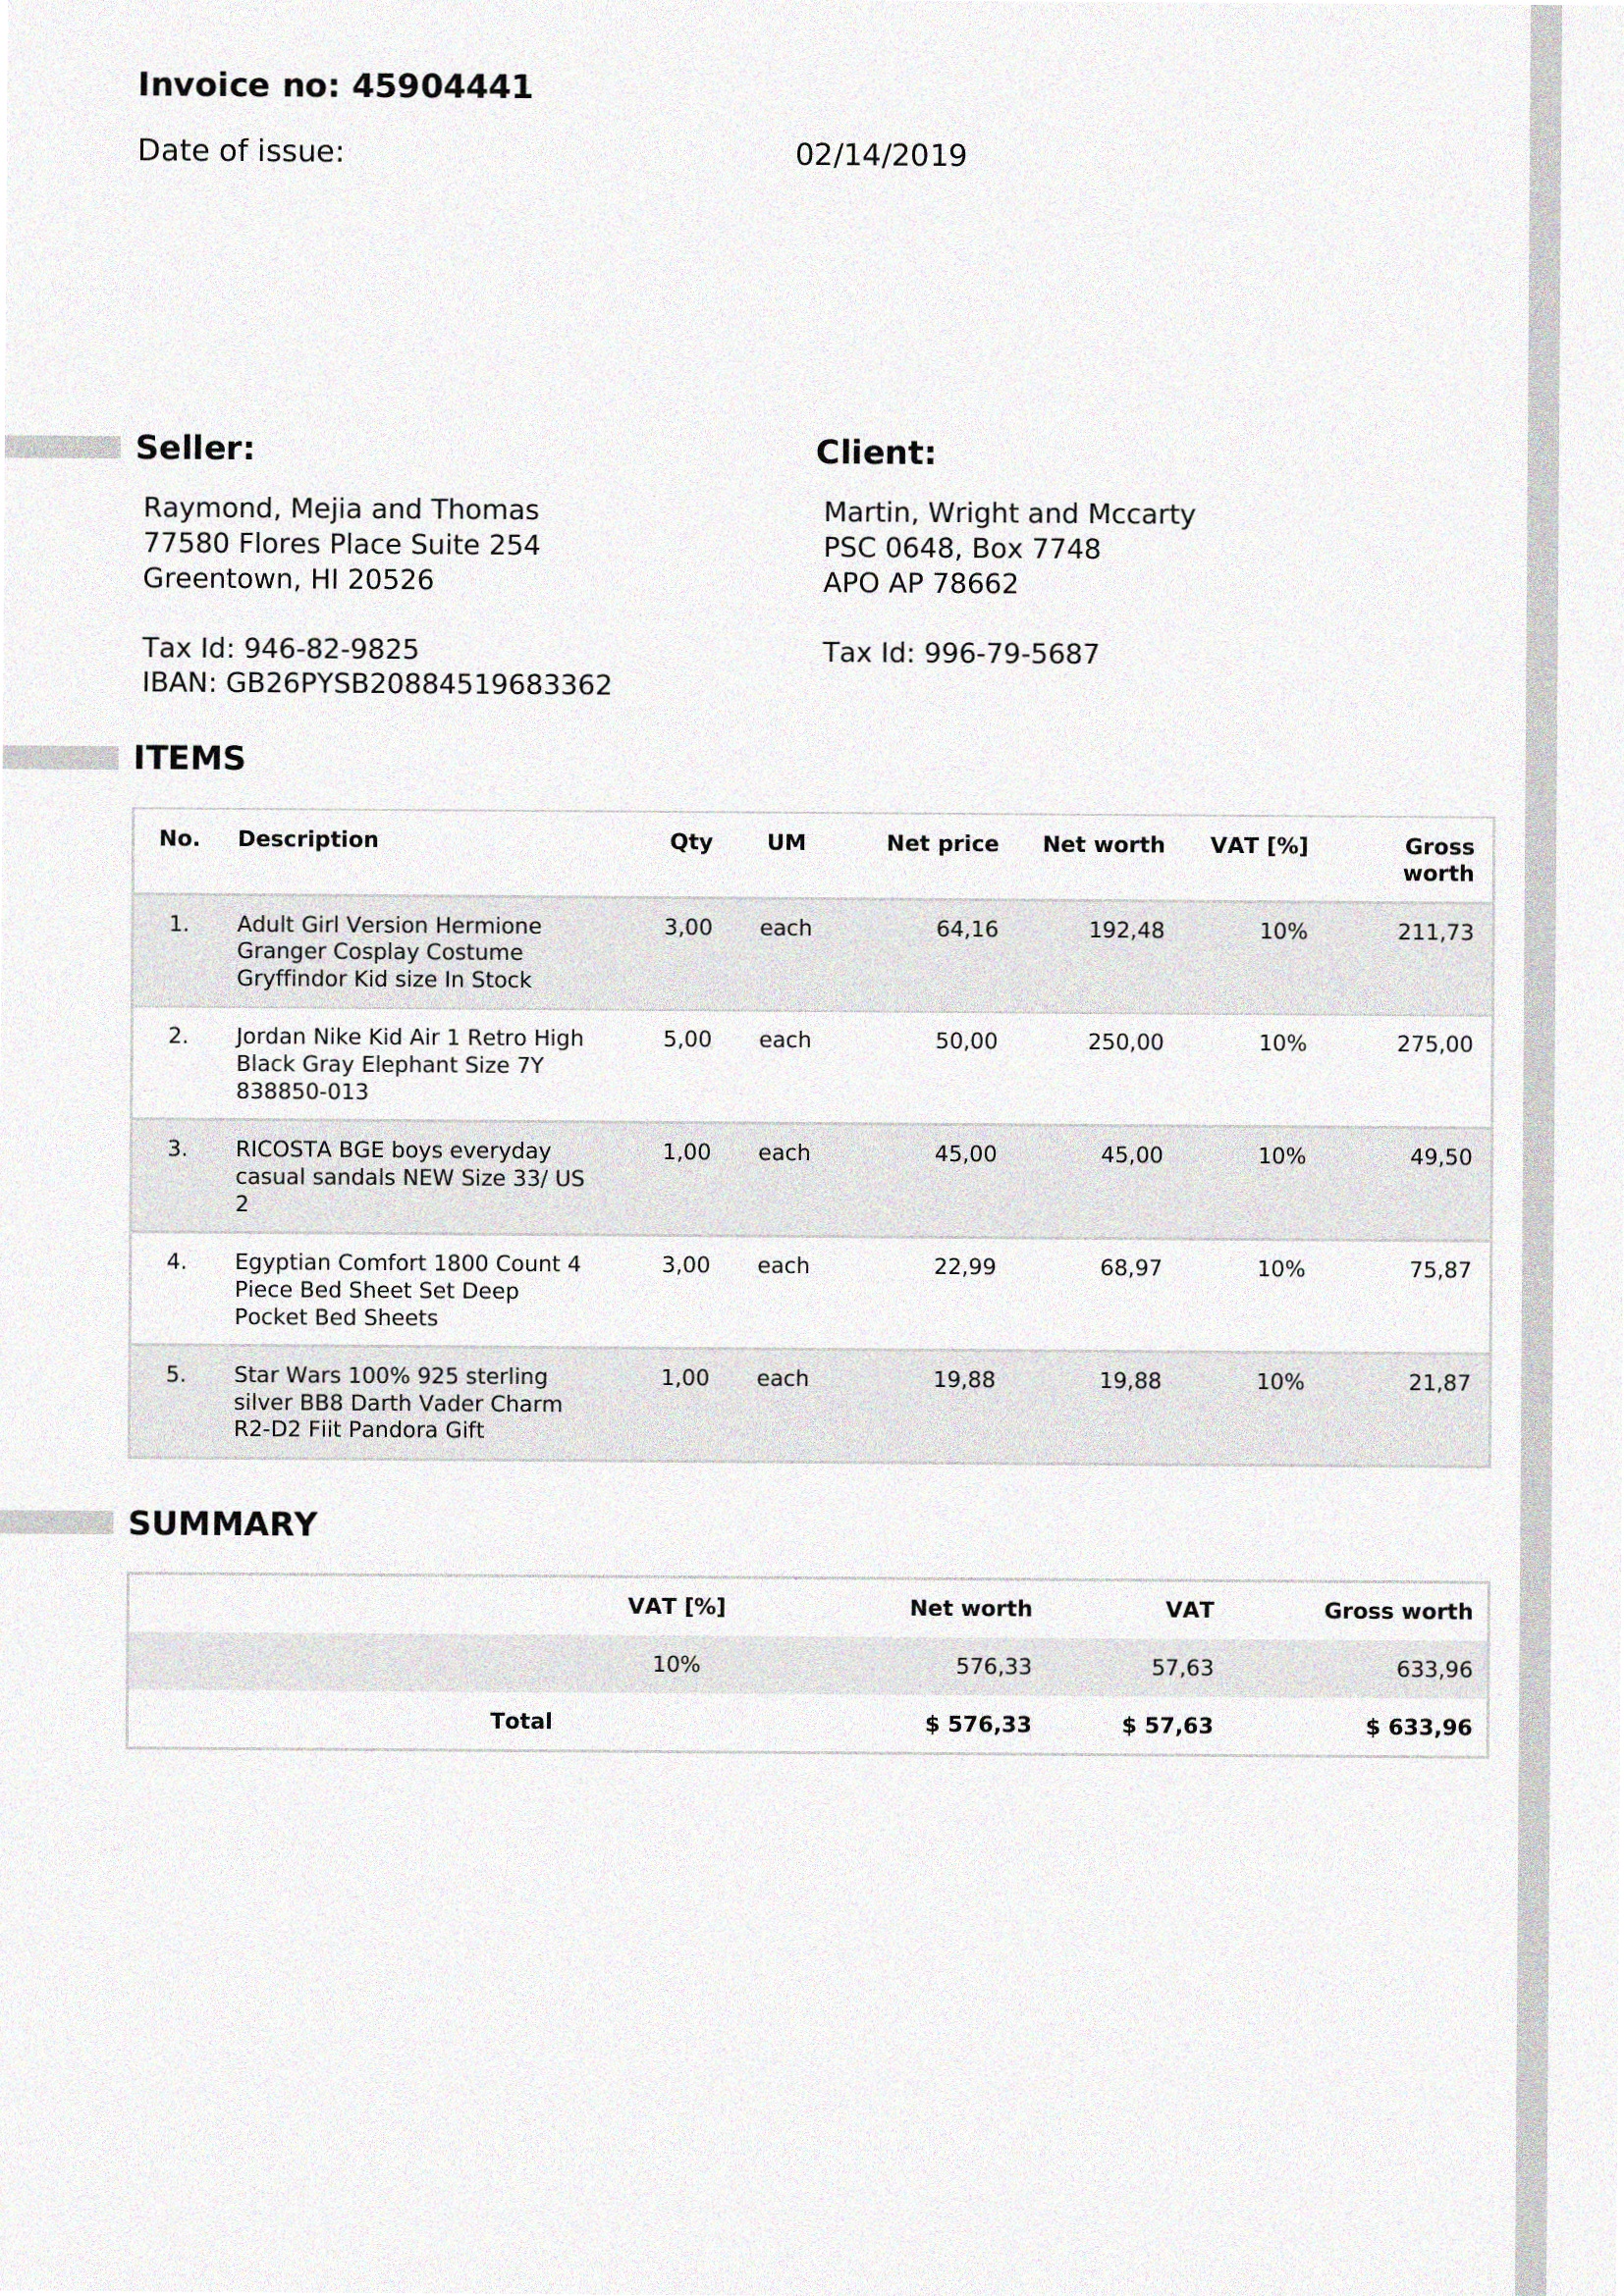 Invoice no: 45904441
Date of issue: 02/14/2019
Seller:
Raymond, Mejia and Thomas
77580 Flores Place Suite 254
Greentown, HI 20526
Tax Id: 946-82-9825
IBAN: GB26PYSB20884519683362
Client:
Martin, Wright and Mccarty
PSC 0648, Box 7748
APO AP 78662
Tax Id: 996-79-5687
ITEMS
No. Description Qty UM Net price Net worth VAT [%] Gross
worth
1. Adult Girl Version Hermione 3,00 each 64,16 192,48 10% 211,73
Granger Cosplay Costume
Gryffindor Kid size In Stock
2. Jordan Nike Kid Air 1 Retro High 5,00 each 50,00 250,00 10% 275,00
Black Gray Elephant Size 7Y
838850-013
3. RICOSTA BGE boys everyday 1,00 each 45,00 45,00 10% 49,50
casual sandals NEW Size 33/ US
2
4. Egyptian Comfort 1800 Count 4 3,00 each 22,99 68,97 10% 75,87
Piece Bed Sheet Set Deep
Pocket Bed Sheets
5. Star Wars 100% 925 sterling 1,00 each 19,88 19,88 10% 21,87
silver BB8 Darth Vader Charm
R2-D2 Fiit Pandora Gift
SUMMARY
VAT [%] Net worth VAT Gross worth
10% 576,33 57,63 633,96
Total $ 576,33 $ 57,63 $ 633,96